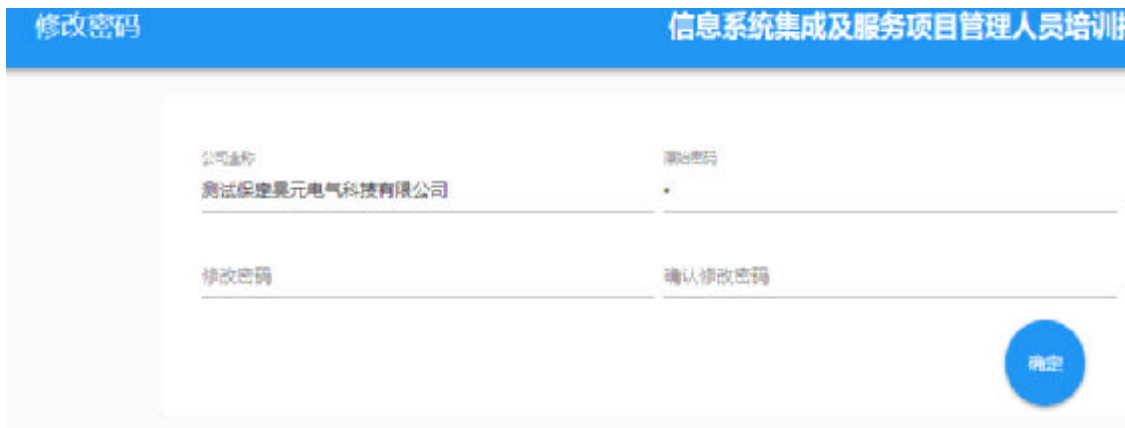 修改密码
信息系统集成及服务项目管理人员培训
公司全称
原始密码
测试保定昊元电气科技有限公司
•
修改密码
确认修改密码
确定